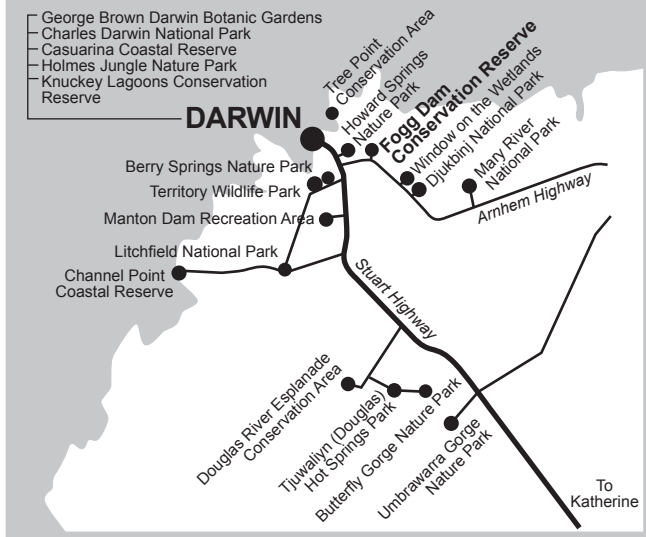 George Brown Darwin Botanic Gardens
Charles Darwin National Park
Casuarina Coastal Reserve
Holmes Jungle Nature Park
Knuckey Lagoons Conservation
Reserve
DARWIN
Tree Point
Conservation Area
Howard Springs
Nature Park
Fogg Dam
Conservation Reserve
Window on the Wetlands
Djukbinj National Park
Mary River
National Park
Berry Springs Nature Park
Territory Wildlife Park
Arnhem Highway
Manton Dam Recreation Area
Litchfield National Park
Channel Point
Coastal Reserve
Stuart Highway
Douglas River Esplanade
Conservation Area
Tjuwaliyn (Douglas)
Hot Springs Park
Butterfly Gorge Nature Park
Umbrawarra Gorge
Nature Park
To
Katherine